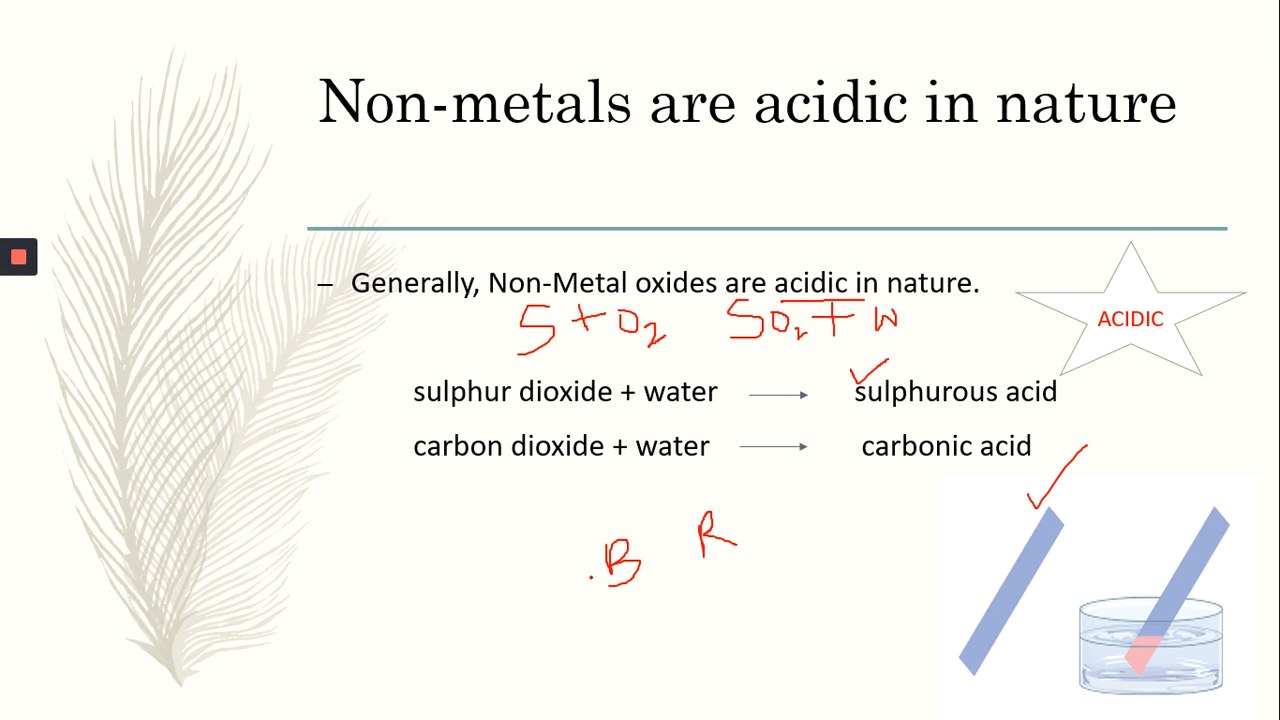 Non-metals are acidic in nature
– Generally, Non-Metal oxides are acidic in nature.
ACIDIC
S + O2 SO2 + W
sulphur dioxide + water → sulphurous acid
carbon dioxide + water → carbonic acid
.B R